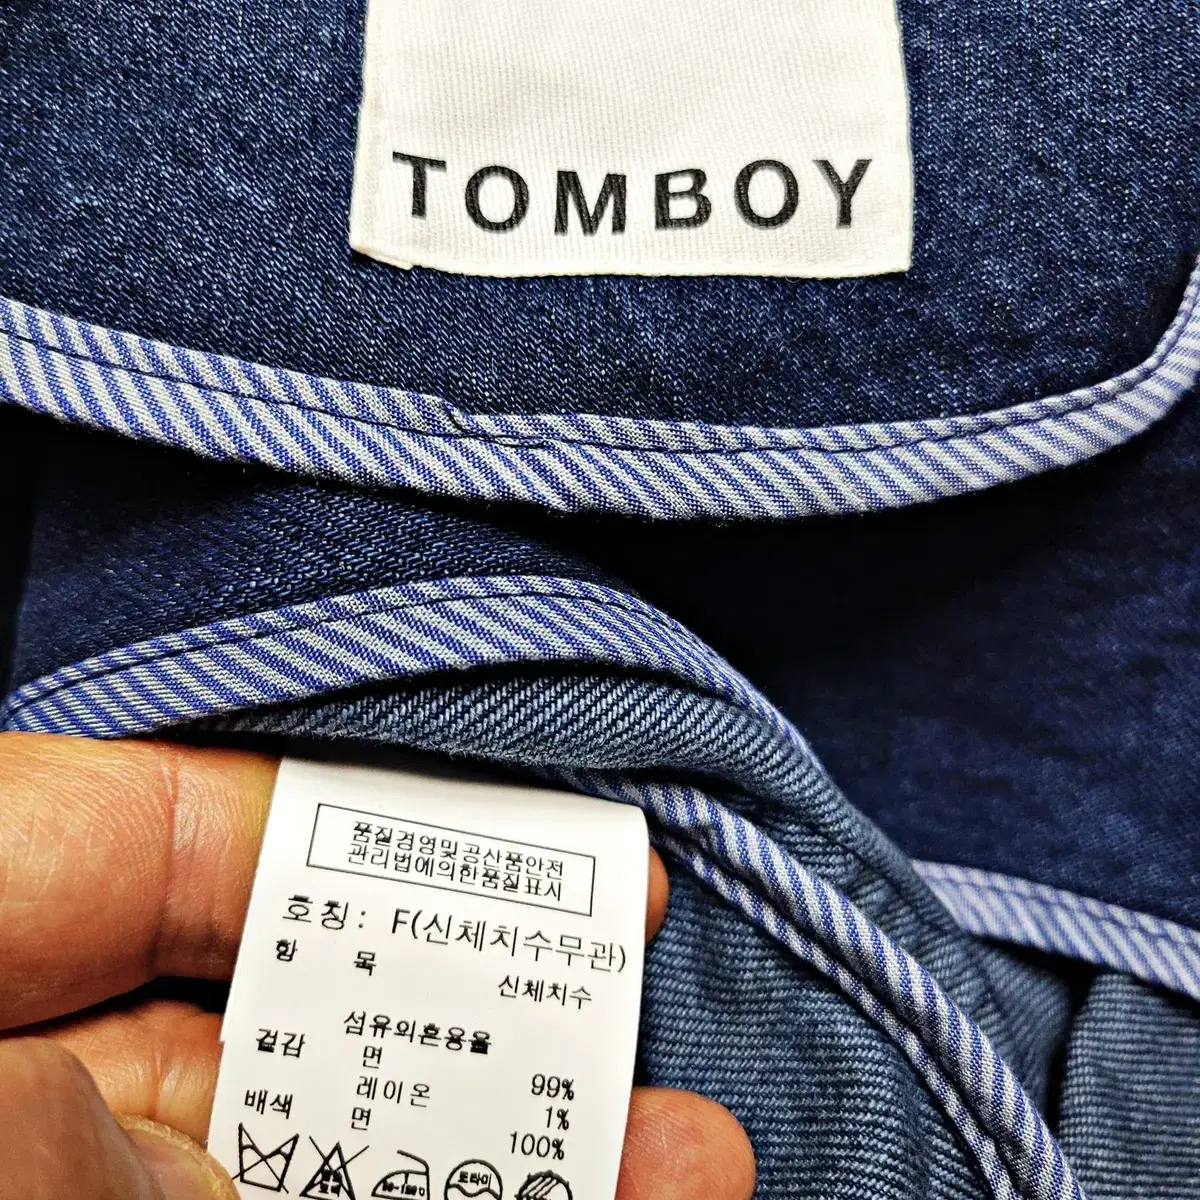 TOMBOY
품질경영및공산품안전
관리법에의한품질표시
호칭: F(신체치수무관)
항 목 신체치수
섬유의혼용율
겉감 면 99%
레이온 1%
배색 면 100%